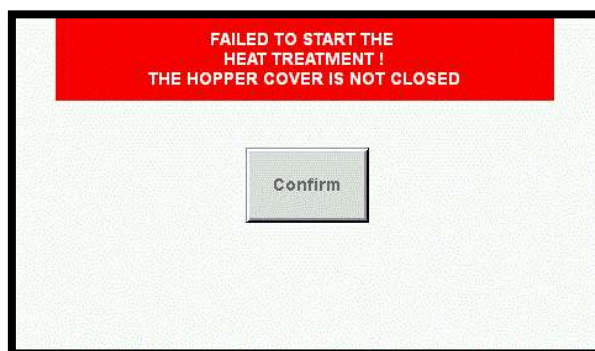 FAILED TO START THE
HEAT TREATMENT !
THE HOPPER COVER IS NOT CLOSED
Confirm